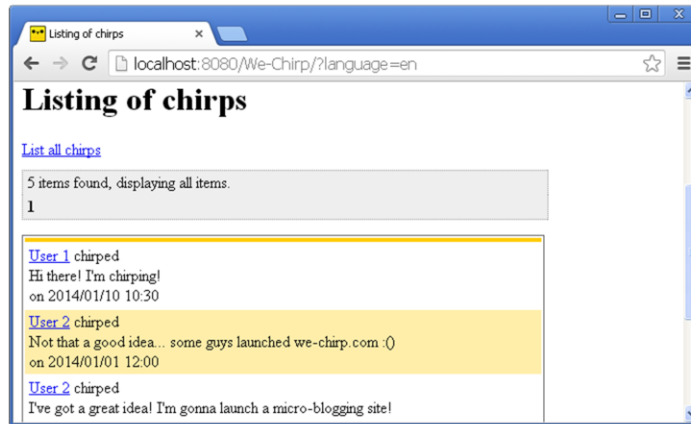 Listing of chirps
localhost:8080/We-Chirp/?language=en
Listing of chirps
List all chirps
5 items found, displaying all items.
1
User 1 chirped
Hi there! I'm chirping!
on 2014/01/10 10:30
User 2 chirped
Not that a good idea... some guys launched we-chirp.com :()
on 2014/01/01 12:00
User 2 chirped
I've got a great idea! I'm gonna launch a micro-blogging site!